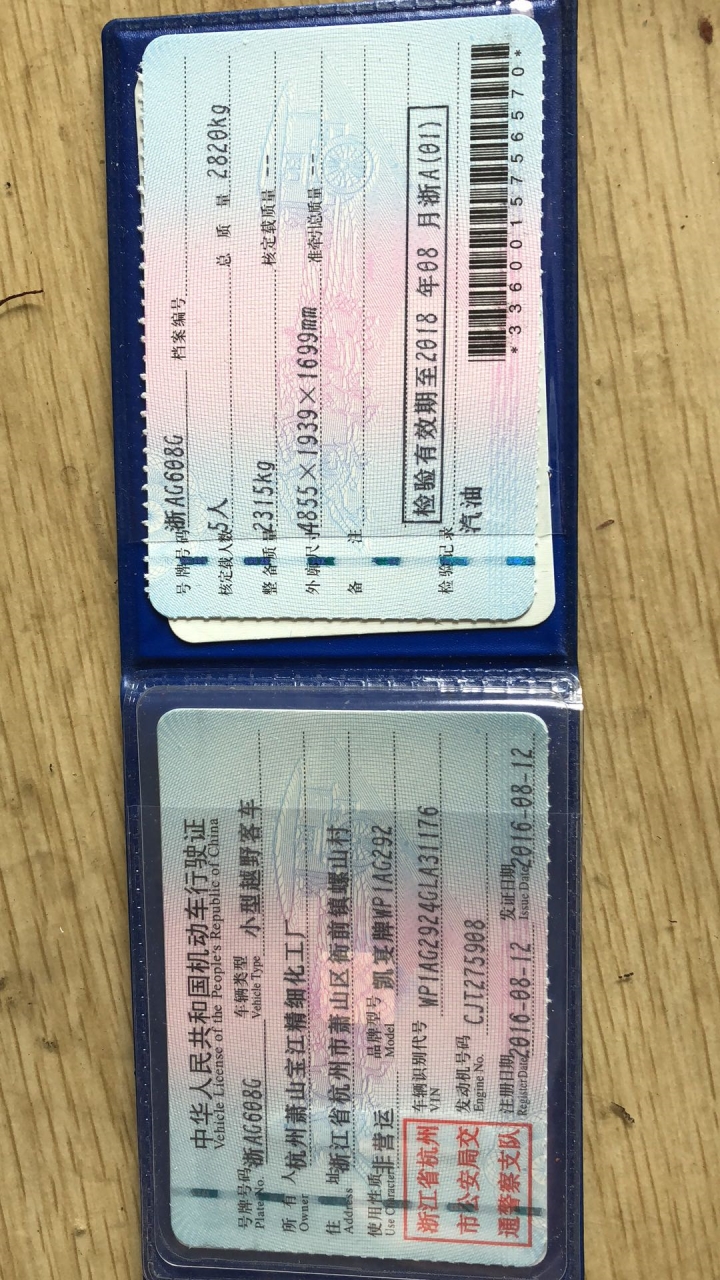 中华人民共和国机动车行驶证
Vehicle License of the People's Republic of China
号牌号码 浙AG608G 车辆类型 小型越野客车
Plate No. Vehicle Type
所有人 杭州萧山宝江精细化工厂
Owner
住址 浙江省杭州市萧山区衙前镇螺山村
Address
使用性质 非营运 品牌型号 凯宴牌WP1AG292
Use Character Model
浙江省杭州
市公安局交
通警察支队
车辆识别代号 WP1AG2924GLA31176
VIN
发动机号码 CJT275908
Engine No.
注册日期 2016-08-12 发证日期 2016-08-12
Register Date Issue Date
号牌号码 浙AG608G 档案编号
核定载人数 5人 总质量 2820kg
整备质量 2315kg 核定载质量 --
外廓尺寸 4855×1939×1699mm 准牵引总质量 --
备注
检验有效期至2018年08月浙A(01)
检验记录
汽油
*3360015756570*